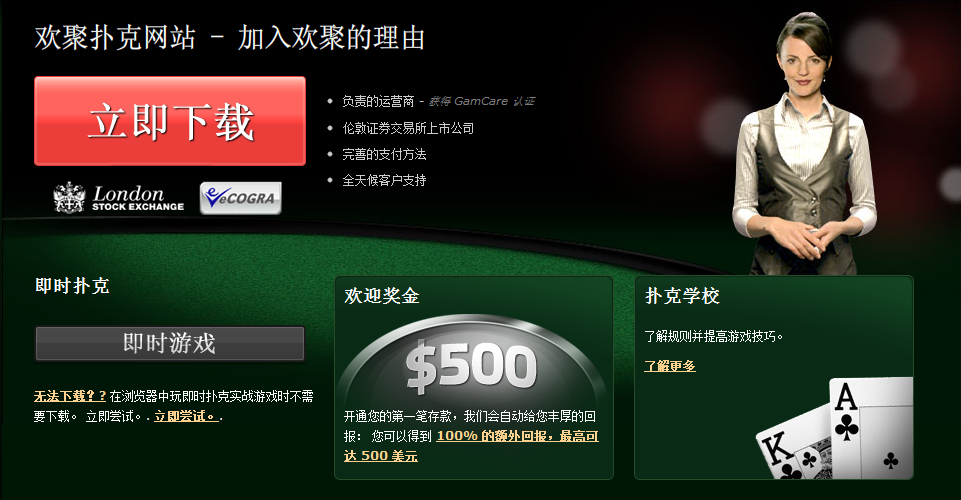 欢聚扑克网站 - 加入欢聚的理由
立即下载
负责的运营商 - 获得 GamCare 认证
伦敦证券交易所上市公司
完善的支付方法
全天候客户支持
London
STOCK EXCHANGE
eCOGRA
即时扑克
即时游戏
无法下载？? 在浏览器中玩即时扑克实战游戏时不需
要下载。 立即尝试。. 立即尝试。.
欢迎奖金
$500
开通您的第一笔存款，我们会自动给您丰厚的回
报： 您可以得到 100% 的额外回报，最高可
达 500 美元
扑克学校
了解规则并提高游戏技巧。
了解更多
K
A